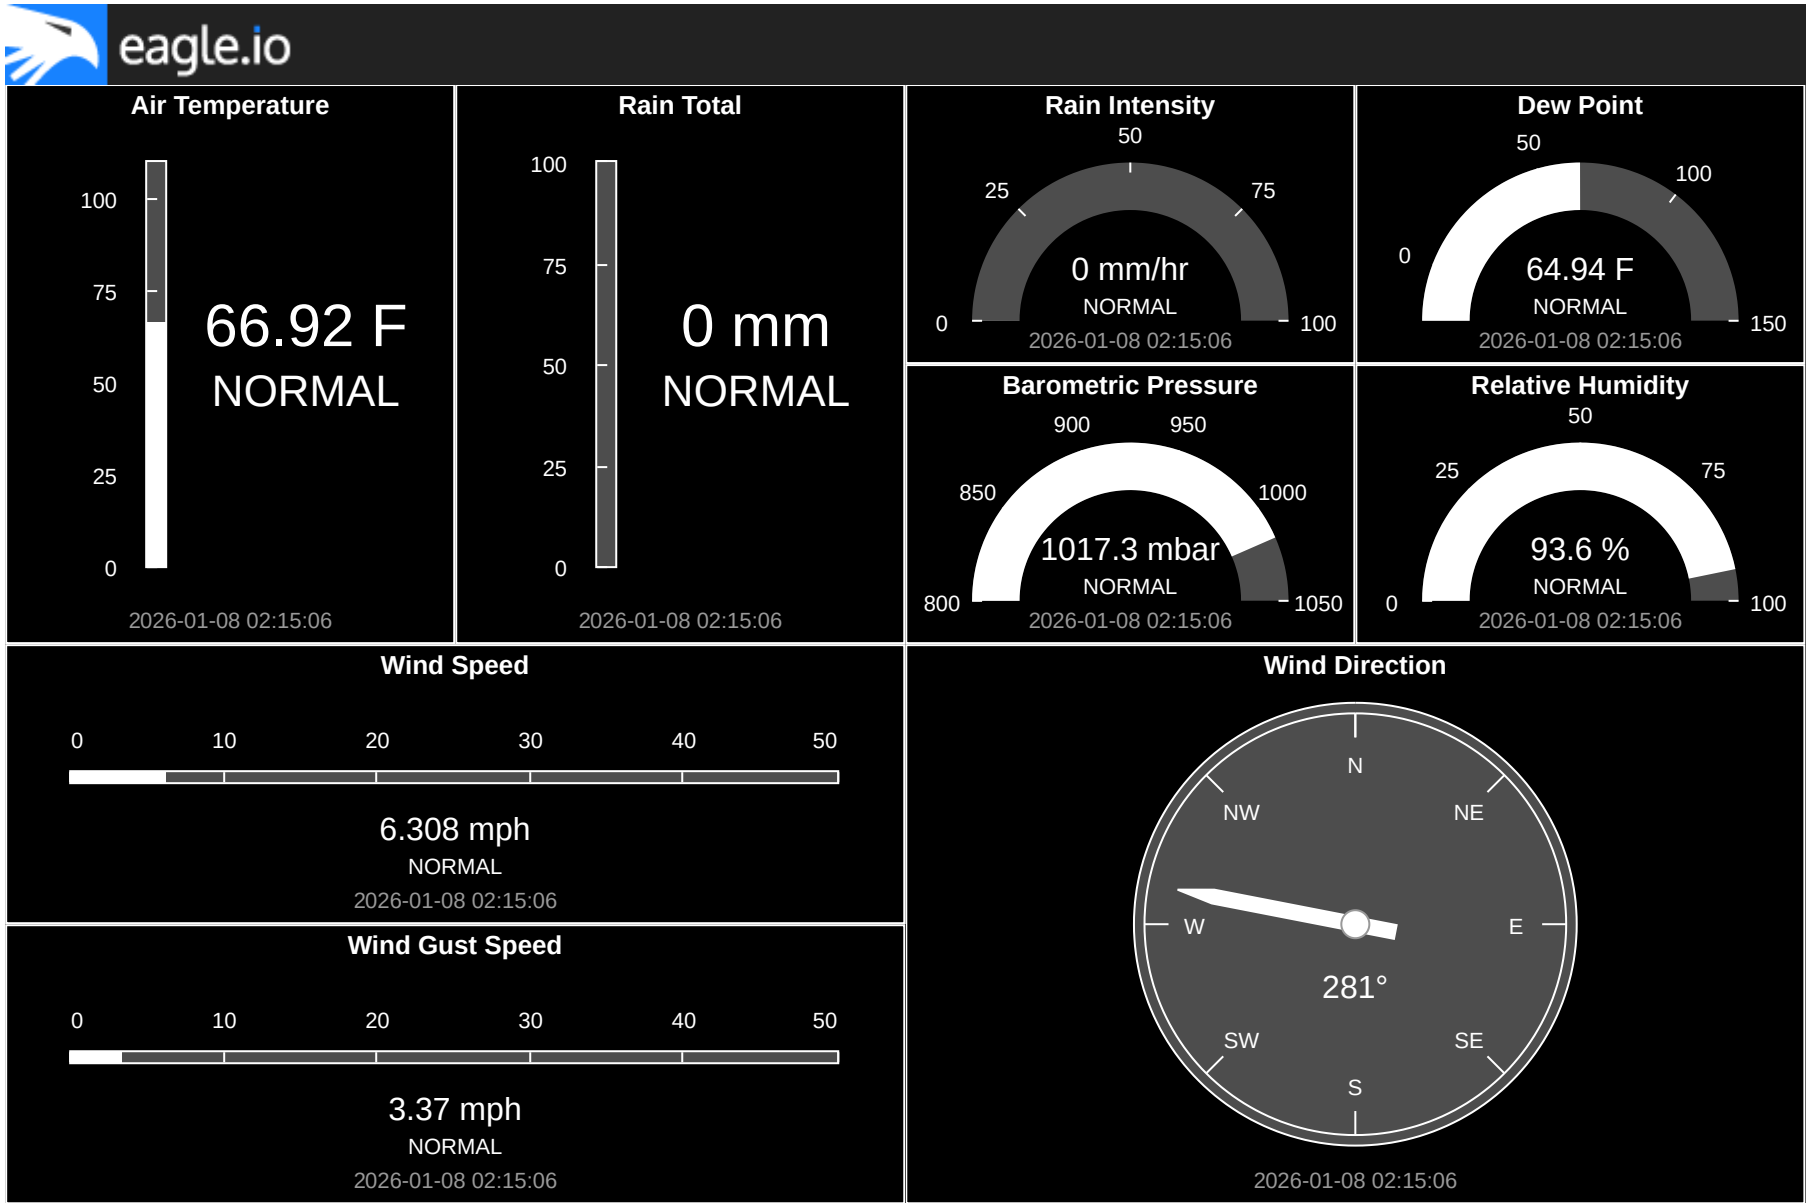 eagle.io
Air Temperature
100
75
50
25
0
66.92 F
NORMAL
2026-01-08 02:15:06
Rain Total
100
75
50
25
0
0 mm
NORMAL
2026-01-08 02:15:06
Rain Intensity
50
25
75
0
100
0 mm/hr
NORMAL
2026-01-08 02:15:06
Dew Point
50
100
0
150
64.94 F
NORMAL
2026-01-08 02:15:06
Barometric Pressure
900
950
850
1000
800
1050
1017.3 mbar
NORMAL
2026-01-08 02:15:06
Relative Humidity
50
25
75
0
100
93.6 %
NORMAL
2026-01-08 02:15:06
Wind Speed
0 10 20 30 40 50
6.308 mph
NORMAL
2026-01-08 02:15:06
Wind Gust Speed
0 10 20 30 40 50
3.37 mph
NORMAL
2026-01-08 02:15:06
Wind Direction
N
NW
NE
W
E
281°
SW
SE
S
2026-01-08 02:15:06